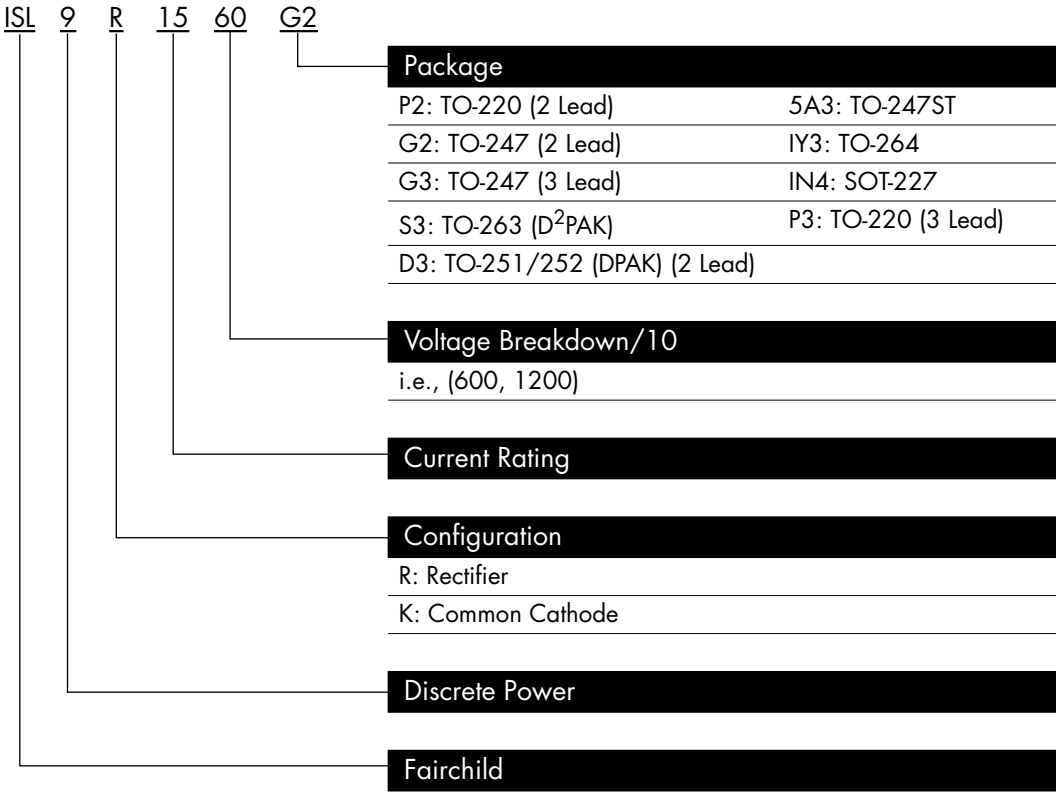 ISL 9 R 15 60 G2
Package
P2: TO-220 (2 Lead) 5A3: TO-247ST
G2: TO-247 (2 Lead) IY3: TO-264
G3: TO-247 (3 Lead) IN4: SOT-227
S3: TO-263 (D²PAK) P3: TO-220 (3 Lead)
D3: TO-251/252 (DPAK) (2 Lead)
Voltage Breakdown/10
i.e., (600, 1200)
Current Rating
Configuration
R: Rectifier
K: Common Cathode
Discrete Power
Fairchild